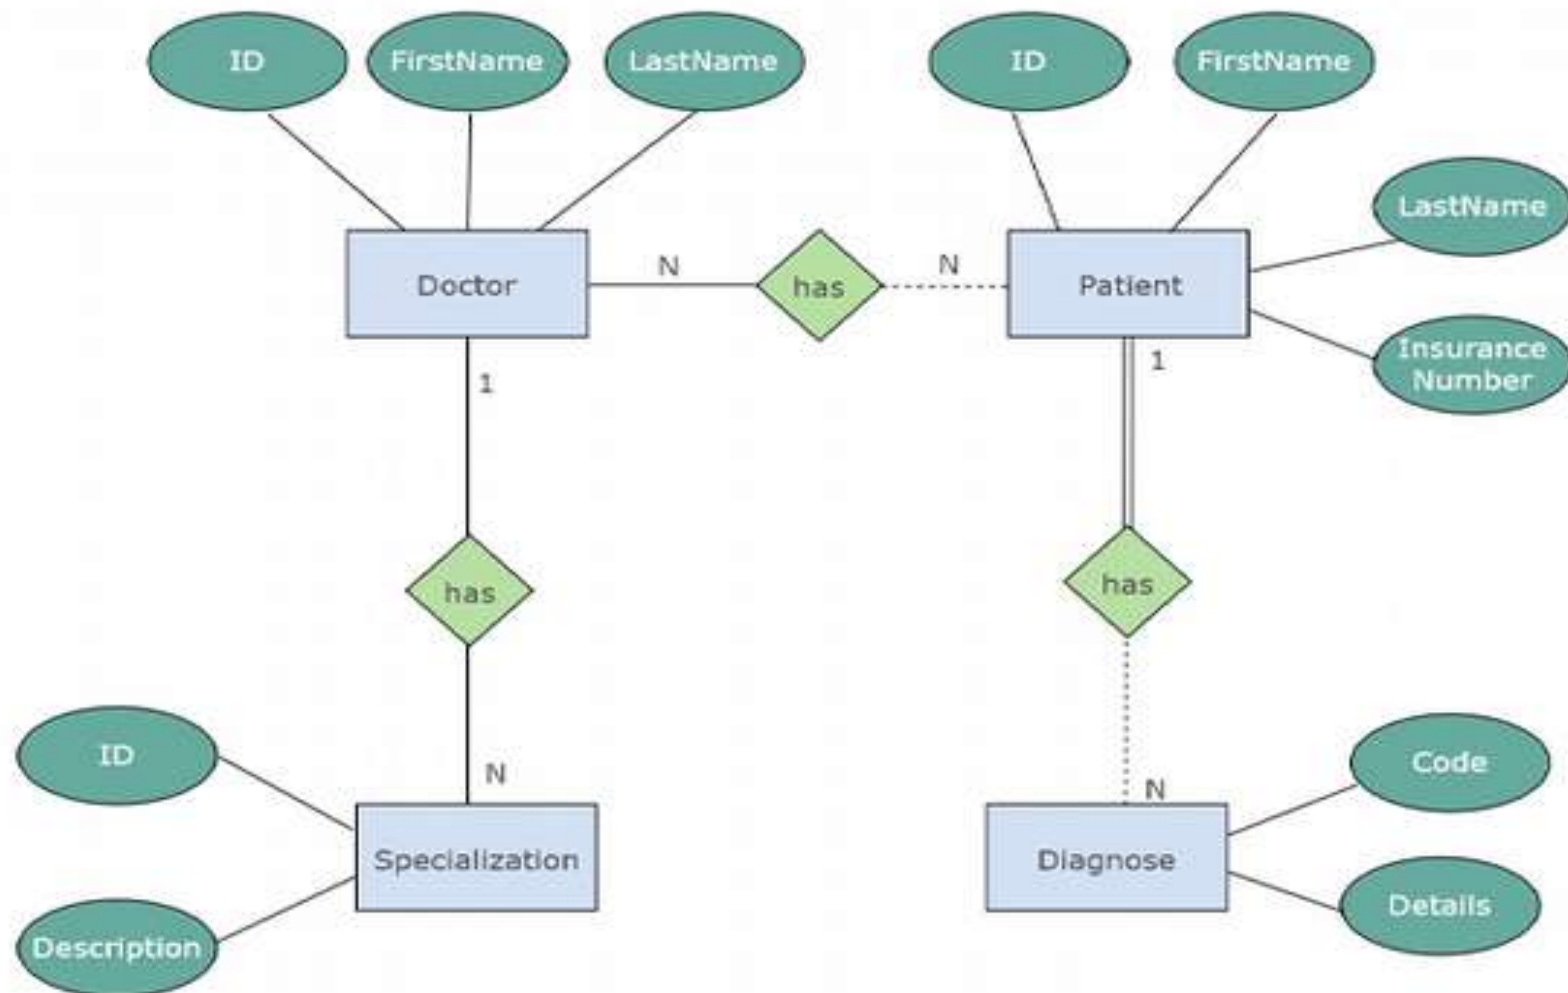 ID
FirstName
LastName
ID
FirstName
LastName
Doctor
N
has
N
Patient
Insurance
Number
1
1
has
has
ID
N
Code
N
Specialization
Diagnose
Details
Description